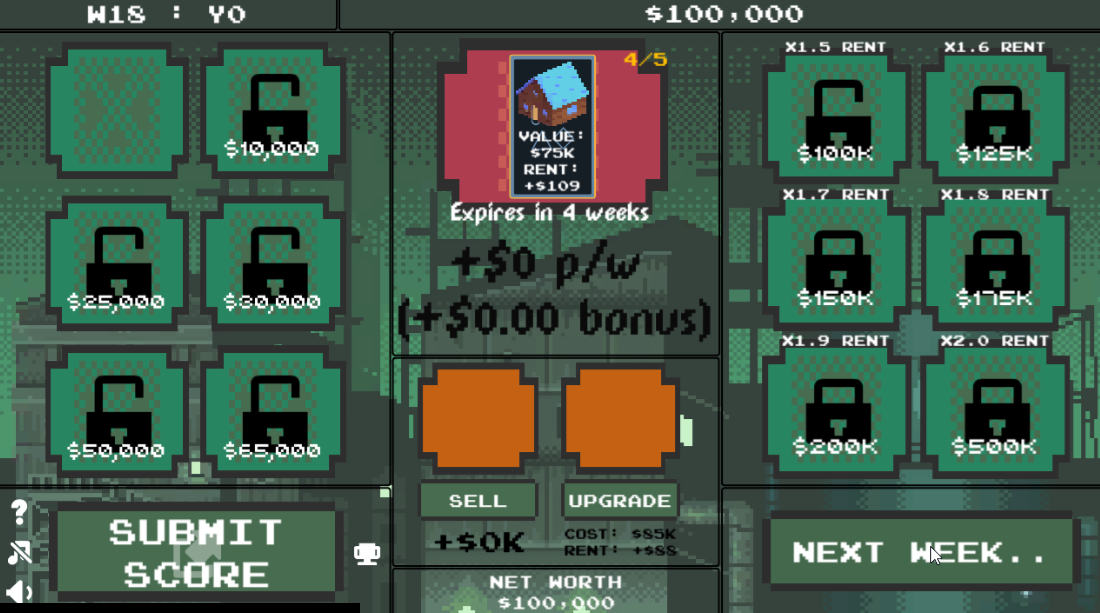 W18 : Y0
$100,000
$10,000
$25,000
$30,000
$50,000
$65,000
4/5
VALUE:
$75K
RENT:
+$109
Expires in 4 weeks
+$0 p/w
(+$0.00 bonus)
X1.5 RENT
X1.6 RENT
$100K
$125K
X1.7 RENT
X1.8 RENT
$150K
$175K
X1.9 RENT
X2.0 RENT
$200K
$500K
SELL
UPGRADE
+$0K
COST: $85K
RENT: +$88
?
SUBMIT
SCORE
NET WORTH
$100,000
NEXT WEEK..